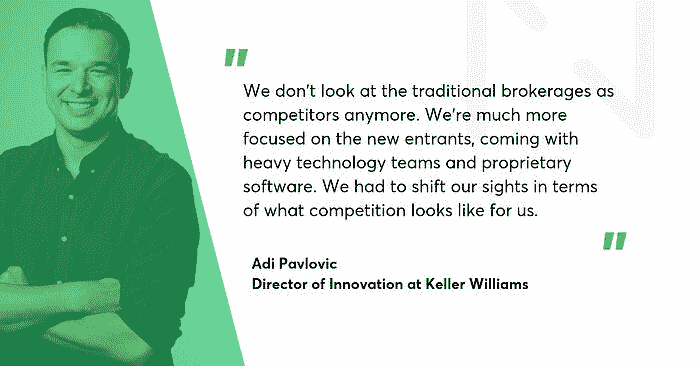 "
We don't look at the traditional brokerages as
competitors anymore. We're much more
focused on the new entrants, coming with
heavy technology teams and proprietary
software. We had to shift our sights in terms
of what competition looks like for us.
"
Adi Pavlovic
Director of Innovation at Keller Williams